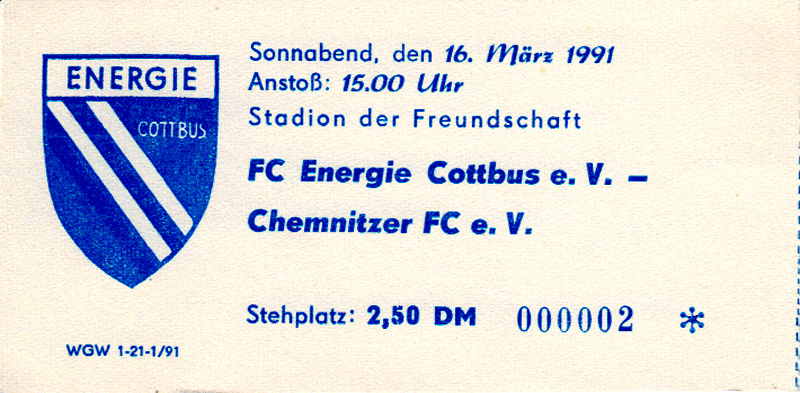 ENERGIE
COTTBUS
Sonnabend, den 16. März 1991
Anstoß: 15.00 Uhr
Stadion der Freundschaft
FC Energie Cottbus e. V. –
Chemnitzer FC e. V.
Stehplatz: 2,50 DM 000002 *
WGW 1-21-1/91